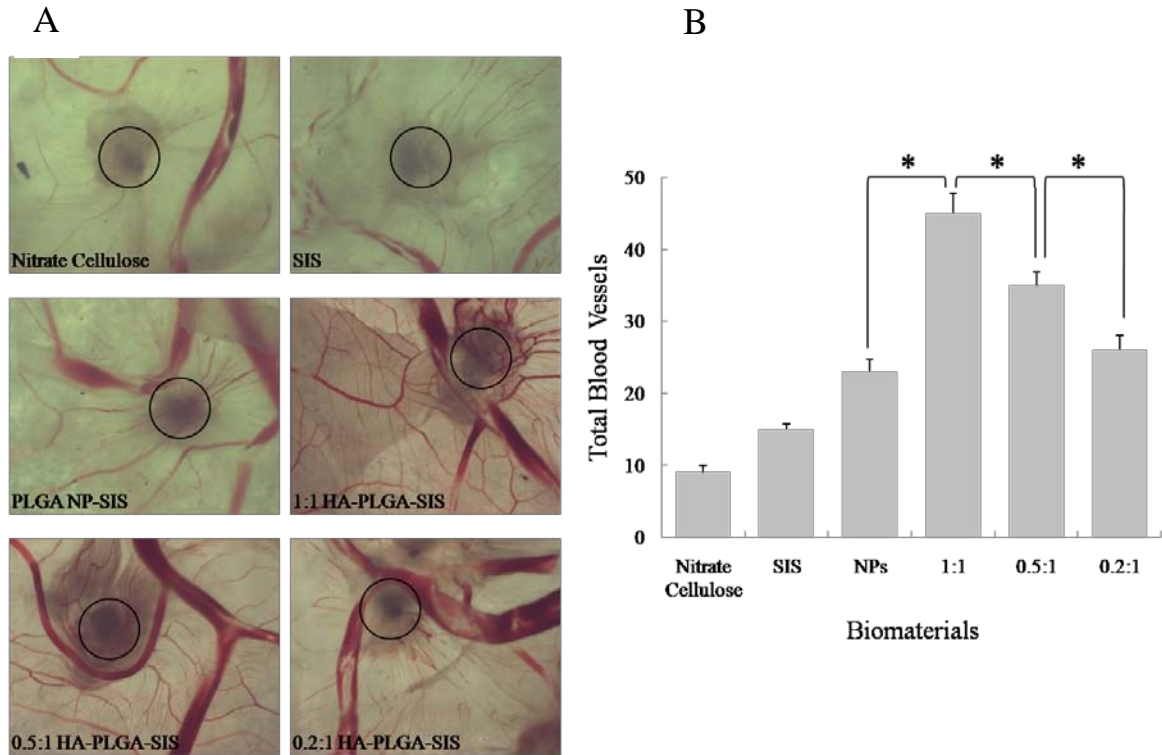 A
B
Nitrate Cellulose
SIS
PLGA NP-SIS
1:1 HA-PLGA-SIS
0.5:1 HA-PLGA-SIS
0.2:1 HA-PLGA-SIS
* * *
50
40
30
20
10
0
Total Blood Vessels
Nitrate Cellulose SIS NPs 1:1 0.5:1 0.2:1
Biomaterials